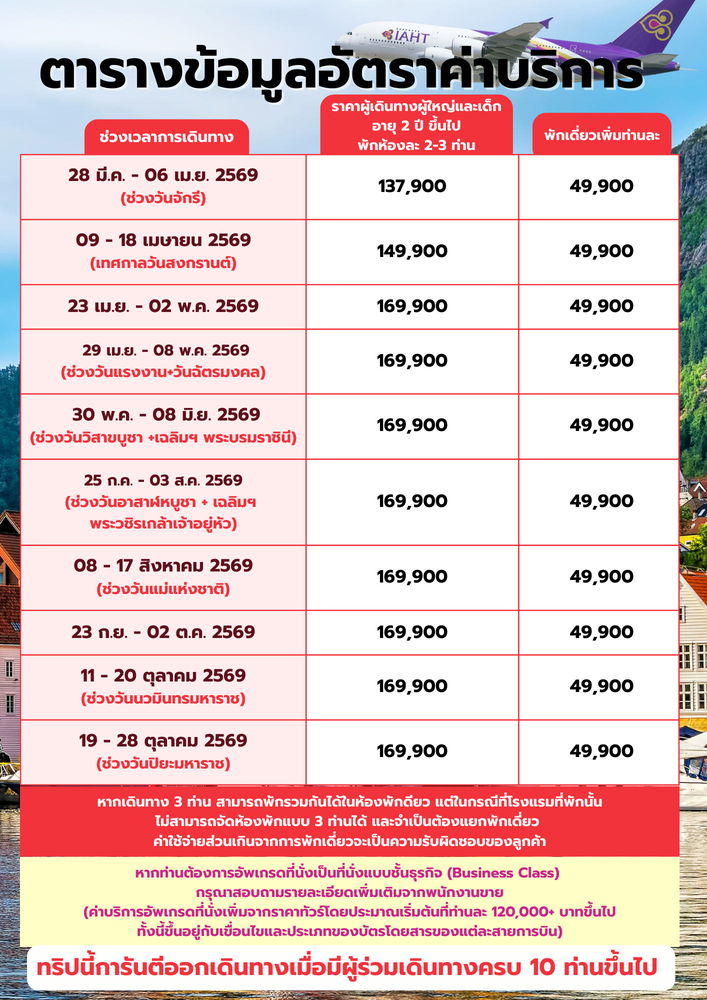 IAHT
ตารางข้อมูลอัตราค่าบริการ
ช่วงเวลาการเดินทาง
ราคาผู้เดินทางผู้ใหญ่และเด็ก
อายุ 2 ปี ขึ้นไป
พักห้องละ 2-3 ท่าน
พักเดี่ยวเพิ่มท่านละ
28 มี.ค. - 06 เม.ย. 2569
(ช่วงวันจักรี)
137,900
49,900
09 - 18 เมษายน 2569
(เทศกาลวันสงกรานต์)
149,900
49,900
23 เม.ย. - 02 พ.ค. 2569
169,900
49,900
29 เม.ย. - 08 พ.ค. 2569
(ช่วงวันแรงงาน+วันฉัตรมงคล)
169,900
49,900
30 พ.ค. - 08 มิ.ย. 2569
(ช่วงวันวิสาขบูชา +เฉลิมฯ พระบรมราชินี)
169,900
49,900
25 ก.ค. - 03 ส.ค. 2569
(ช่วงวันอาสาฬหบูชา + เฉลิมฯ
พระวชิรเกล้าเจ้าอยู่หัว)
169,900
49,900
08 - 17 สิงหาคม 2569
(ช่วงวันแม่แห่งชาติ)
169,900
49,900
23 ก.ย. - 02 ต.ค. 2569
169,900
49,900
11 - 20 ตุลาคม 2569
(ช่วงวันนวมินทรมหาราช)
169,900
49,900
19 - 28 ตุลาคม 2569
(ช่วงวันปิยะมหาราช)
169,900
49,900
หากเดินทาง 3 ท่าน สามารถพักรวมกันได้ในห้องพักดียว แต่ในกรณีที่โรงแรมที่พักนั้น
ไม่สามารถจัดห้องพักแบบ 3 ท่านได้ และจำเป็นต้องแยกพักเดี่ยว
ค่าใช้จ่ายส่วนเกินจากการพักเดี่ยวจะเป็นความรับผิดชอบของลูกค้า
หากท่านต้องการอัพเกรดที่นั่งเป็นที่นั่งแบบชั้นธุรกิจ (Business Class)
กรุณาสอบถามรายละเอียดเพิ่มเติมจากพนักงานขาย
(ค่าบริการอัพเกรดที่นั่งเพิ่มจากราคาทัวร์โดยประมาณเริ่มต้นที่ท่านละ 120,000+ บาทขึ้นไป
ทั้งนี้ขึ้นอยู่กับเขื่อนไขและประเภทของบัตรโดยสารของแต่ละสายการบิน)
ทริปนี้การันตีออกเดินทางเมื่อมีผู้ร่วมเดินทางครบ 10 ท่านขึ้นไป